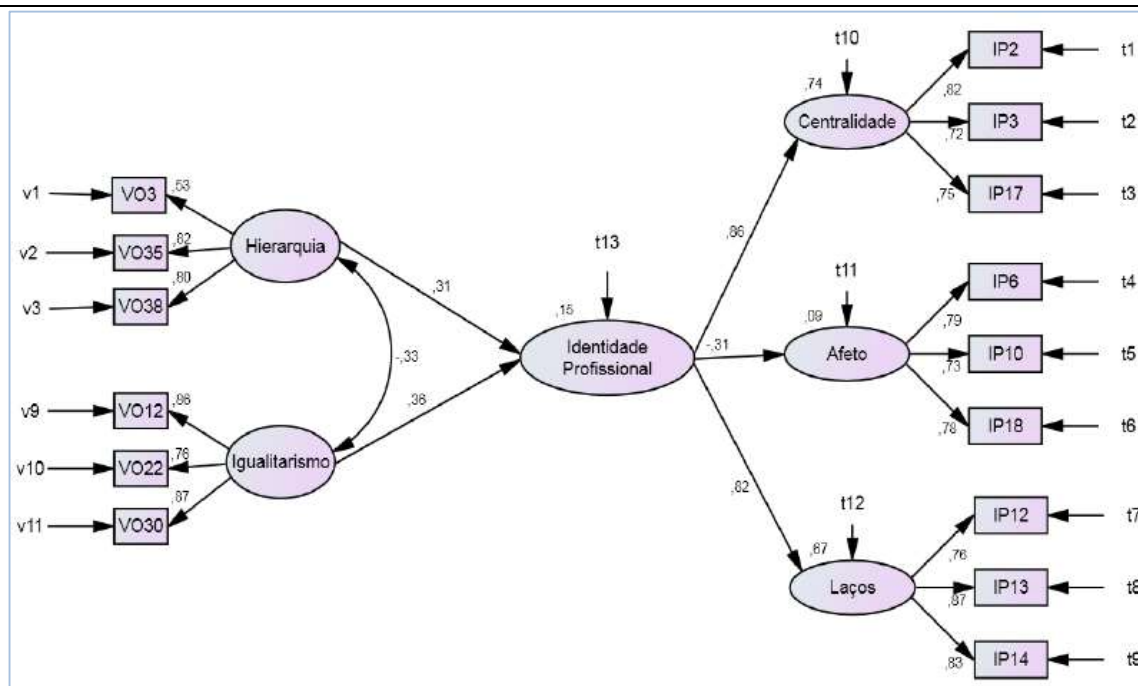 t10
IP2
t1
,74
,82
Centralidade
IP3
t2
,72
IP17
t3
,75
v1
VO3
,53
v2
VO35
,82
Hierarquia
v3
VO38
,80
,31
-,33
t13
,15
Identidade
Profissional
,86
t11
IP6
t4
,09
,79
-,31
Afeto
IP10
t5
,73
IP18
t6
,78
v9
VO12
,86
,36
v10
VO22
,76
Igualitarismo
v11
VO30
,87
,82
t12
IP12
t7
,67
,76
Laços
IP13
t8
,87
IP14
t9
,83